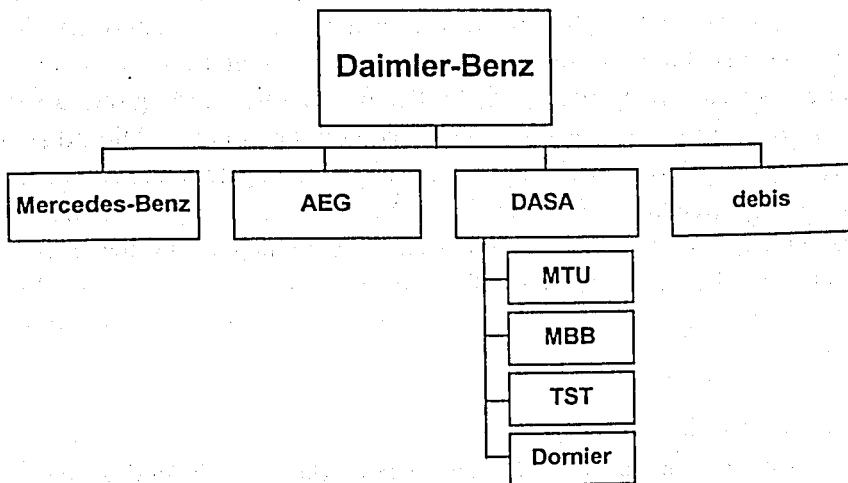 Daimler-Benz
Mercedes-Benz
AEG
DASA
debis
MTU
MBB
TST
Dornier